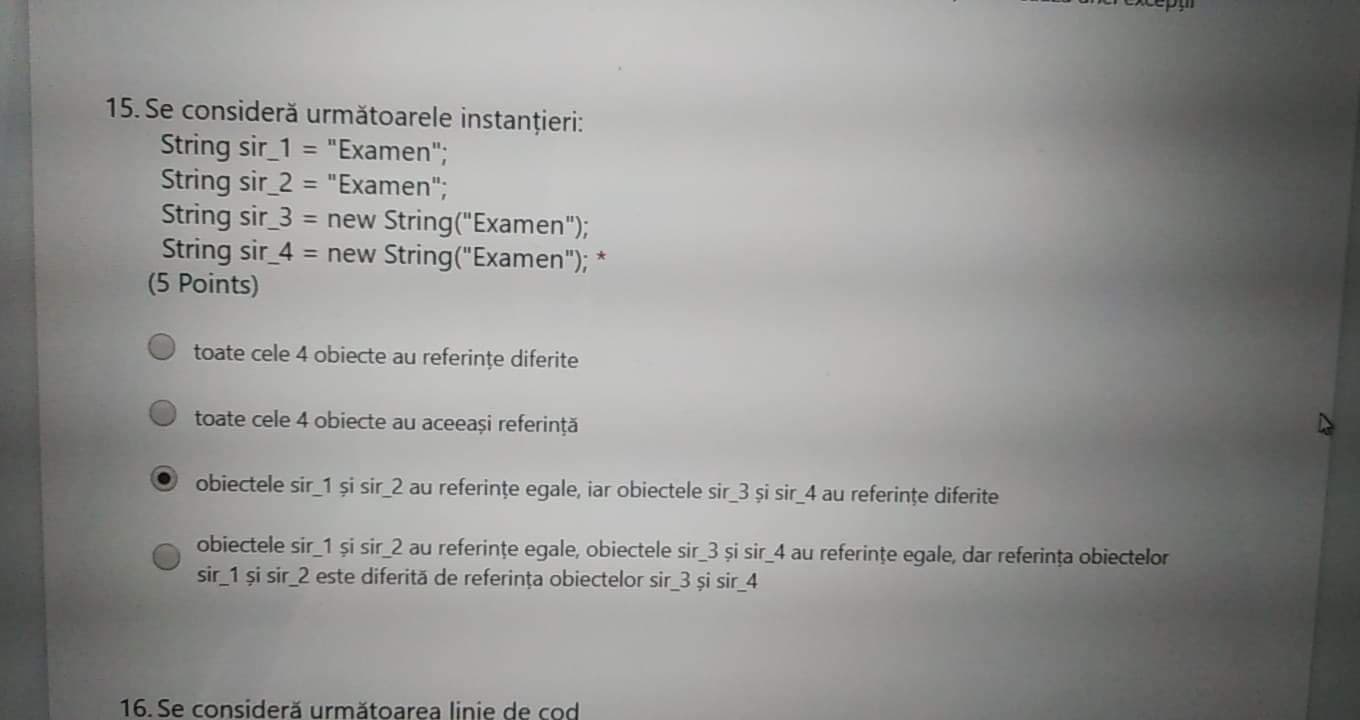 excepții
15. Se consideră următoarele instanțieri:
String sir_1 = "Examen";
String sir_2 = "Examen";
String sir_3 = new String("Examen");
String sir_4 = new String("Examen"); *
(5 Points)
toate cele 4 obiecte au referințe diferite
toate cele 4 obiecte au aceeași referință
obiectele sir_1 și sir_2 au referințe egale, iar obiectele sir_3 și sir_4 au referințe diferite
obiectele sir_1 și sir_2 au referințe egale, obiectele sir_3 și sir_4 au referințe egale, dar referința obiectelor
sir_1 și sir_2 este diferită de referința obiectelor sir_3 și sir_4
16. Se consideră următoarea linie de cod